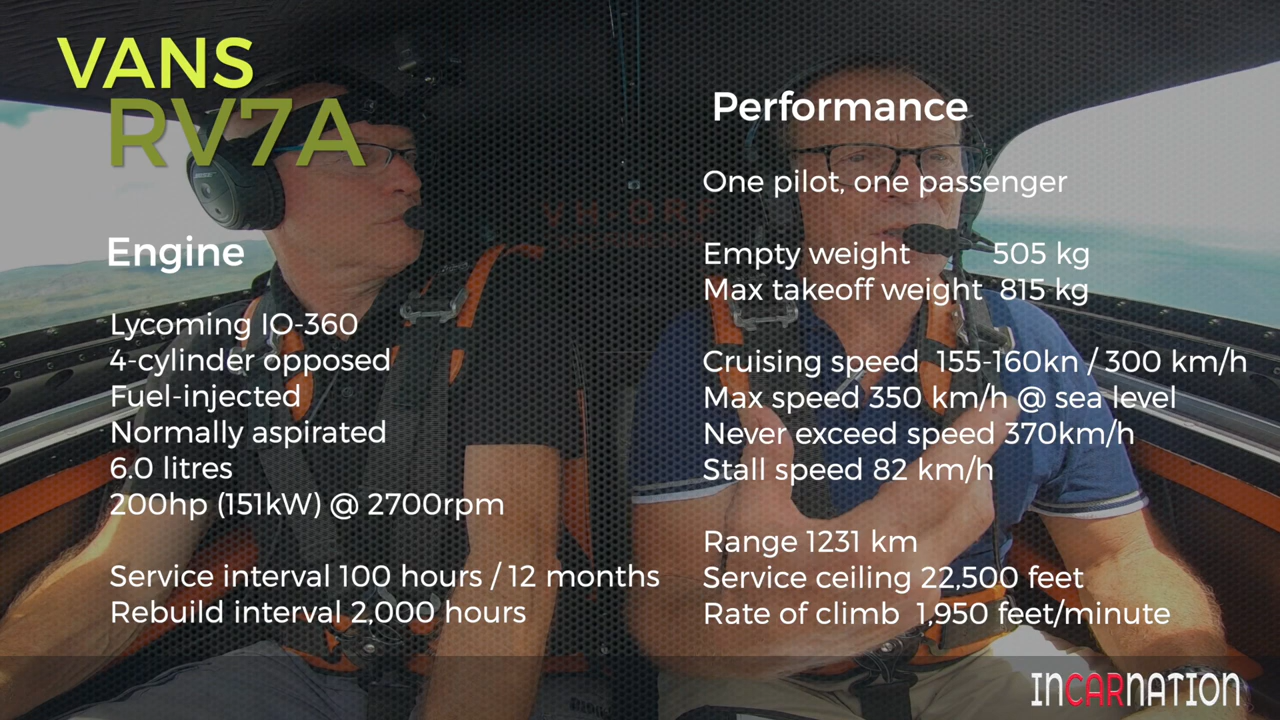 VANS
RV7A
Engine
Lycoming IO-360
4-cylinder opposed
Fuel-injected
Normally aspirated
6.0 litres
200hp (151kW) @ 2700rpm
Service interval 100 hours / 12 months
Rebuild interval 2,000 hours
Performance
One pilot, one passenger
Empty weight 505 kg
Max takeoff weight 815 kg
Cruising speed 155-160kn / 300 km/h
Max speed 350 km/h @ sea level
Never exceed speed 370km/h
Stall speed 82 km/h
Range 1231 km
Service ceiling 22,500 feet
Rate of climb 1,950 feet/minute
INCARNATION